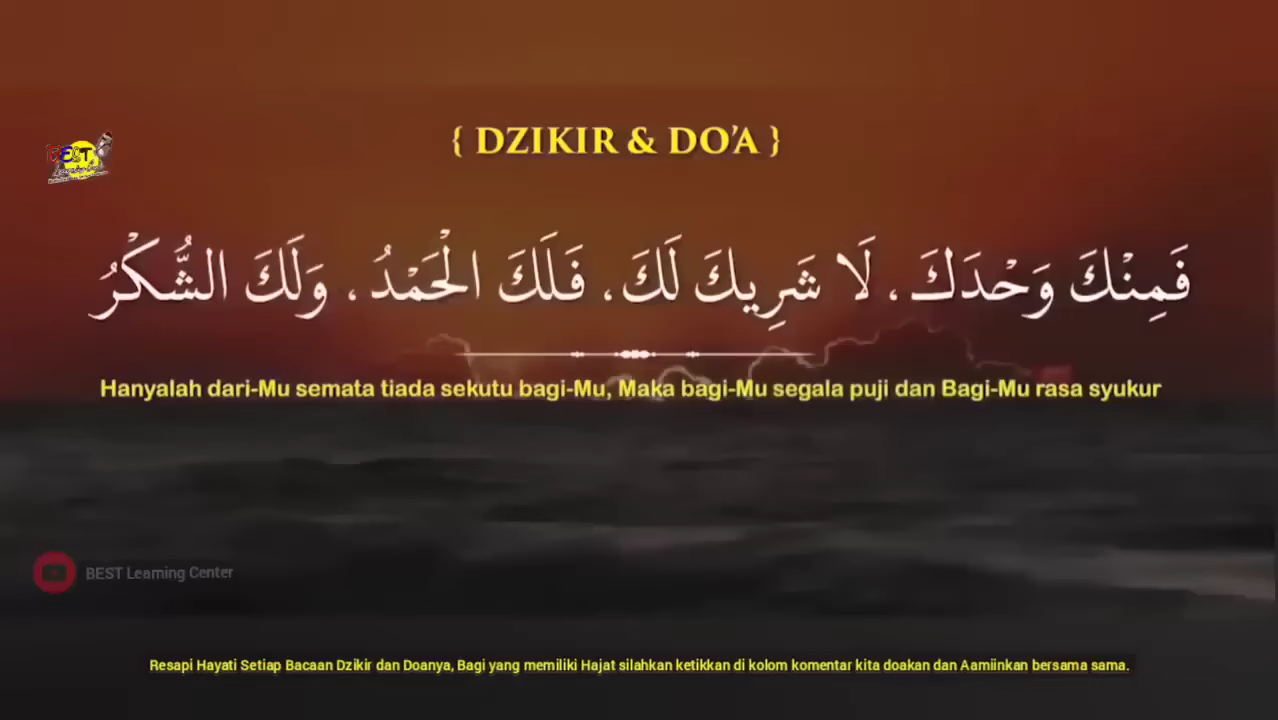 { DZIKIR & DO’A }
BEST
فَمِنْكَ وَحْدَكَ، لَا شَرِيكَ لَكَ، فَلَكَ الْحَمْدُ، وَلَكَ الشُّكْرُ
Hanyalah dari-Mu semata tiada sekutu bagi-Mu, Maka bagi-Mu segala puji dan Bagi-Mu rasa syukur
BEST Learning Center
Resapi Hayati Setiap Bacaan Dzikir dan Doanya, Bagi yang memiliki Hajat silahkan ketikkan di kolom komentar kita doakan dan Aamiinkan bersama sama.